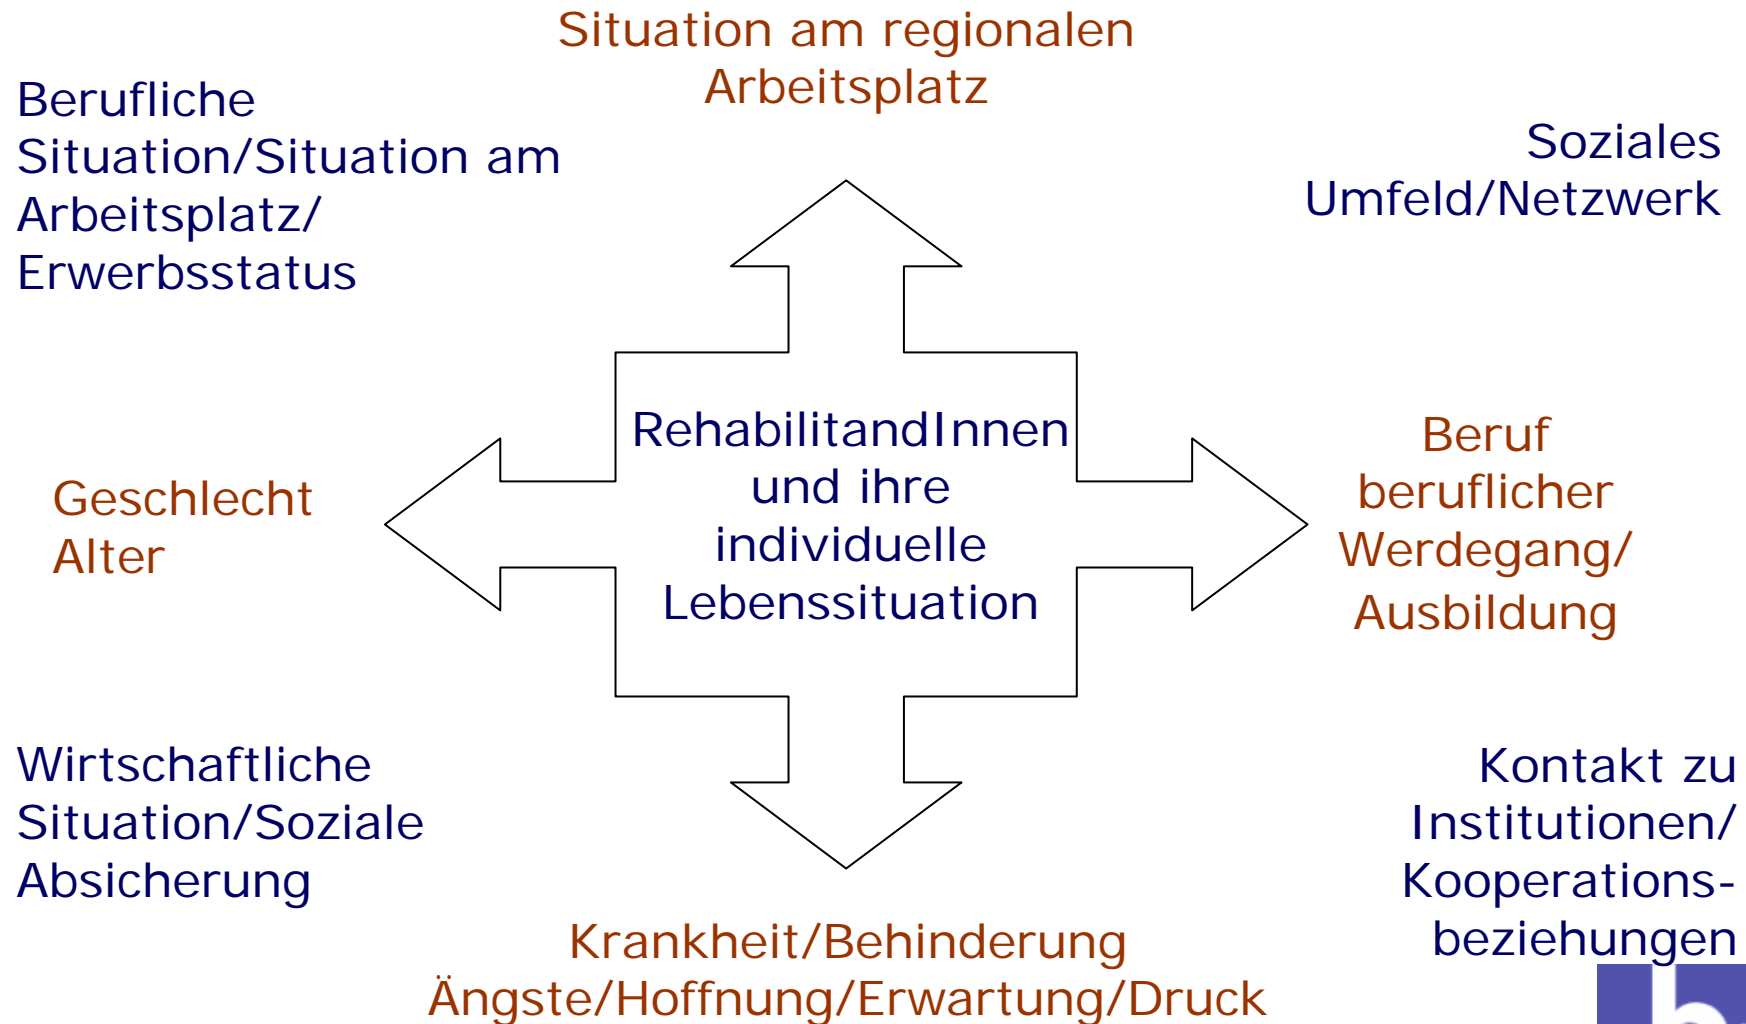 Situation am regionalen
Arbeitsplatz
Berufliche
Situation/Situation am
Arbeitsplatz/
Erwerbsstatus
Soziales
Umfeld/Netzwerk
RehabilitandInnen
und ihre
individuelle
Lebenssituation
Geschlecht
Alter
Beruf
beruflicher
Werdegang/
Ausbildung
Wirtschaftliche
Situation/Soziale
Absicherung
Kontakt zu
Institutionen/
Kooperations-
beziehungen
Krankheit/Behinderung
Ängste/Hoffnung/Erwartung/Druck